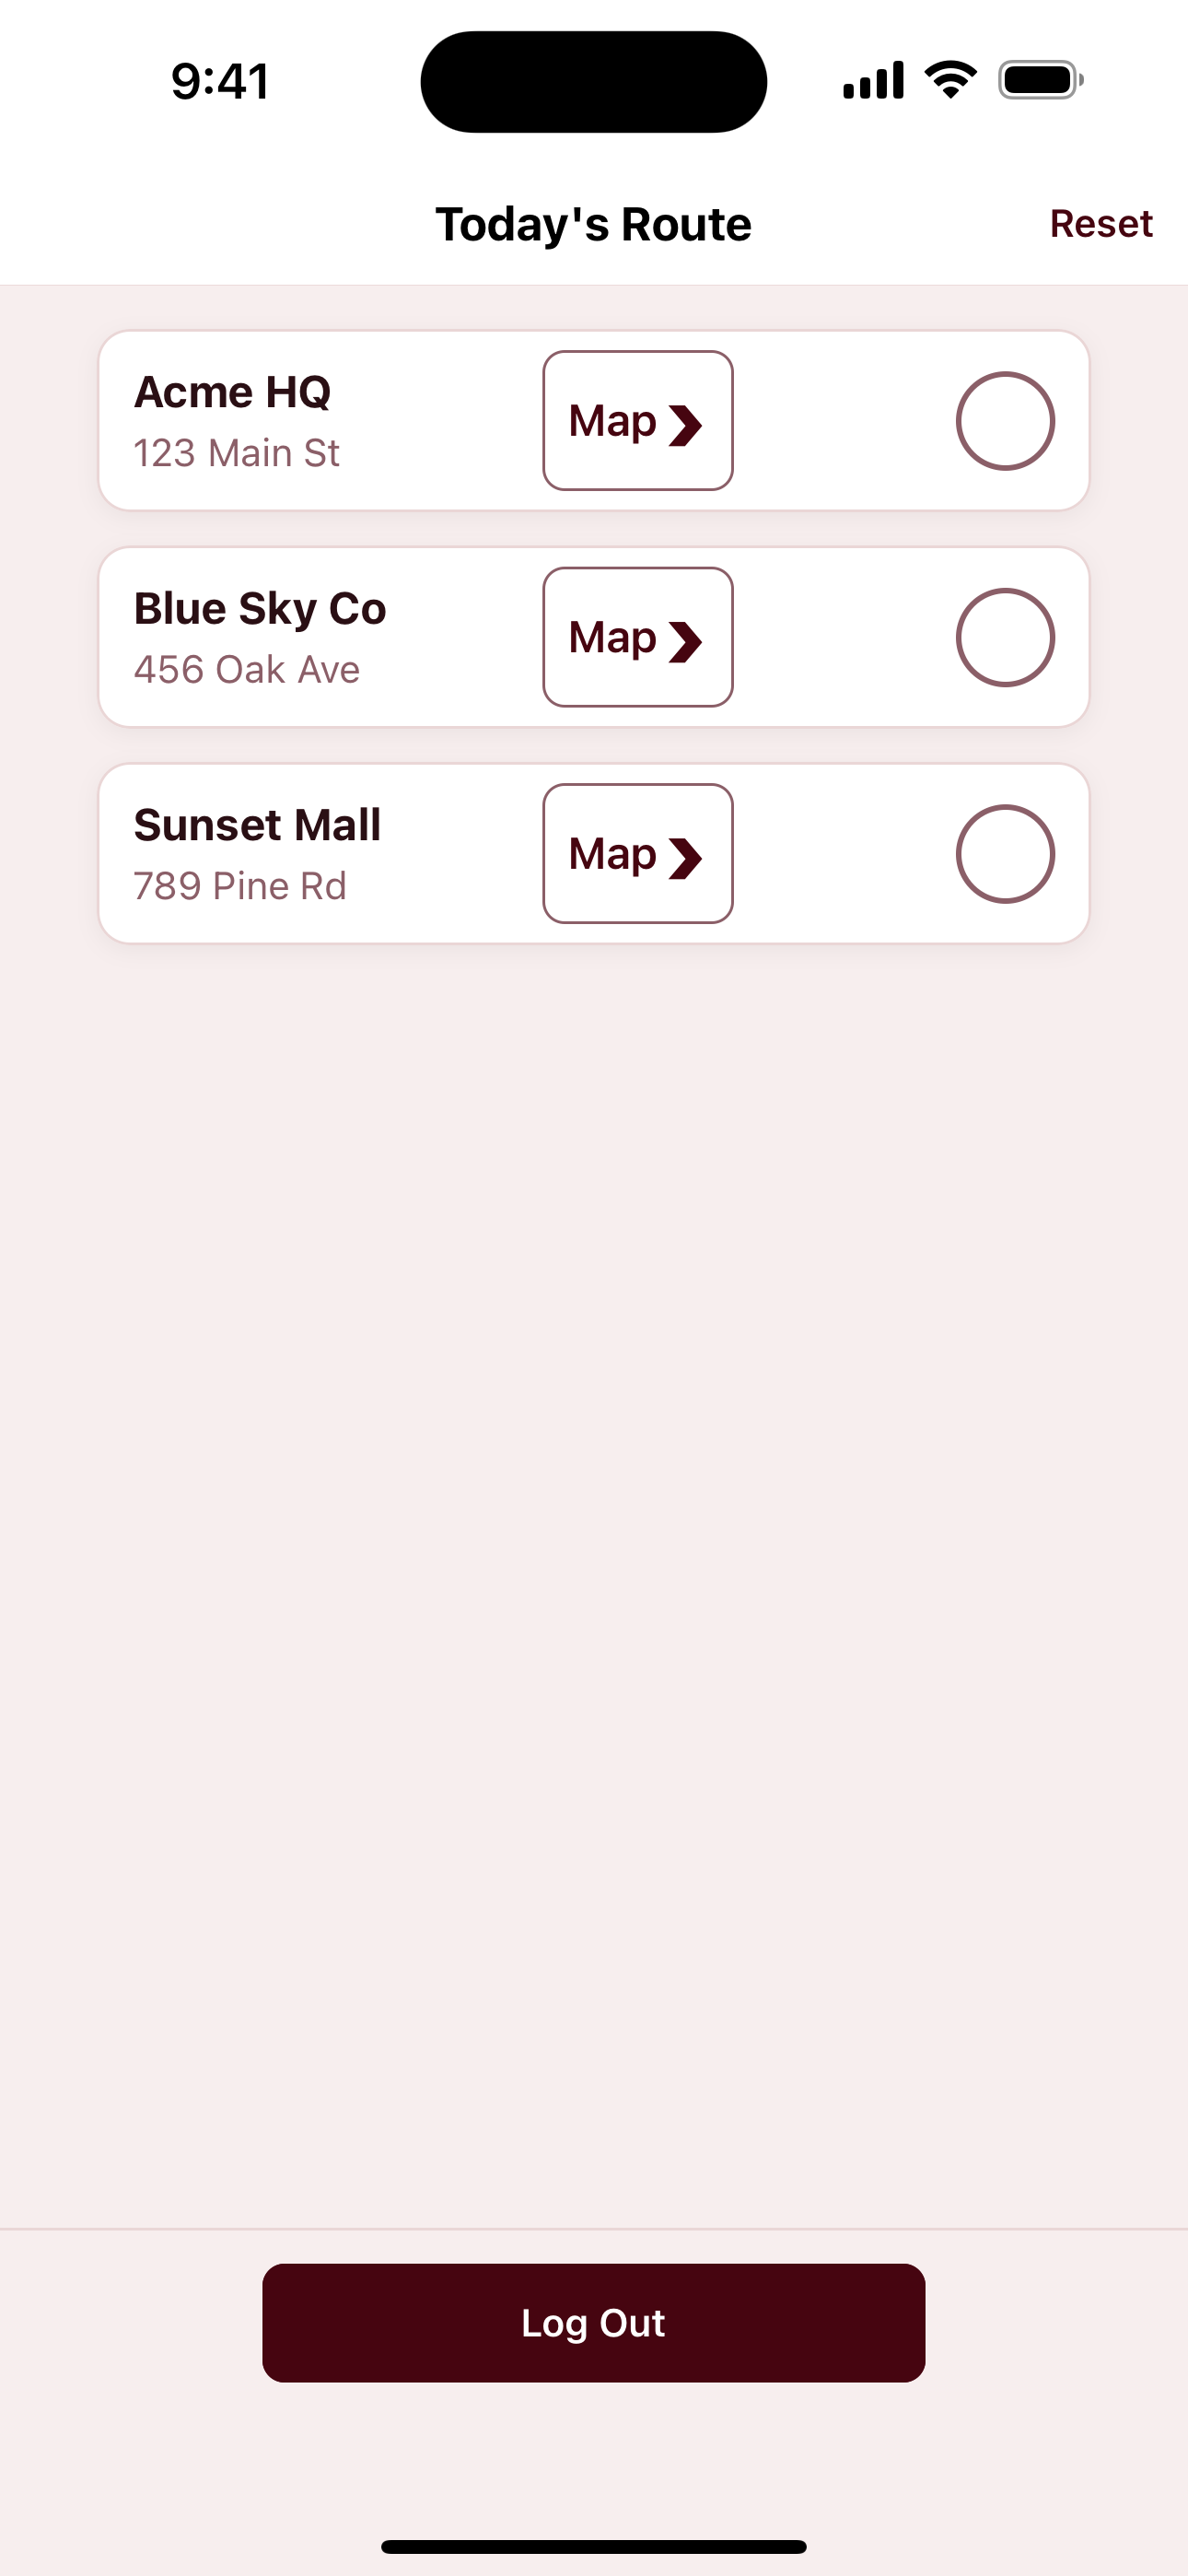 9:41
Today's Route
Reset
Acme HQ
123 Main St
Map ❯
Blue Sky Co
456 Oak Ave
Map ❯
Sunset Mall
789 Pine Rd
Map ❯
Log Out